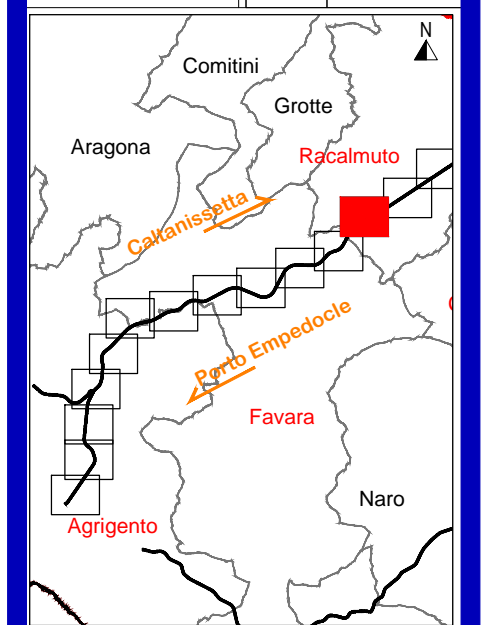 N
Comitini
Grotte
Aragona
Racalmuto
Caltanissetta
Porto Empedocle
Favara
Naro
Agrigento